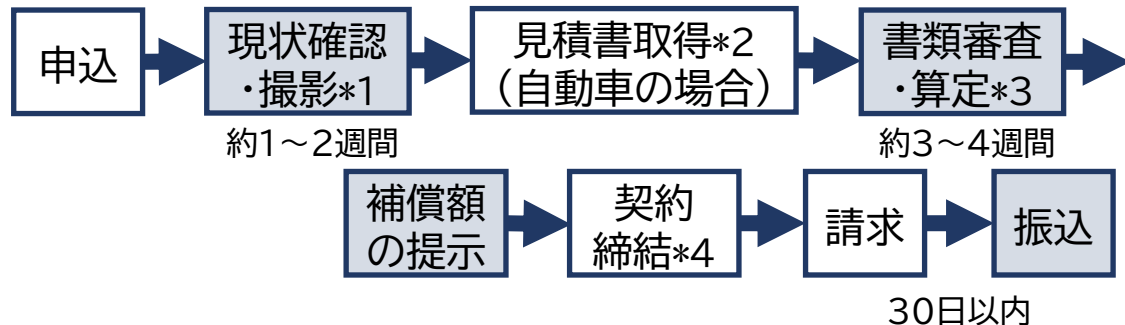 申込
現状確認
・撮影*1
見積書取得*2
（自動車の場合）
書類審査
・算定*3
約1～2週間
約3～4週間
補償額
の提示
契約
締結*4
請求
振込
30日以内